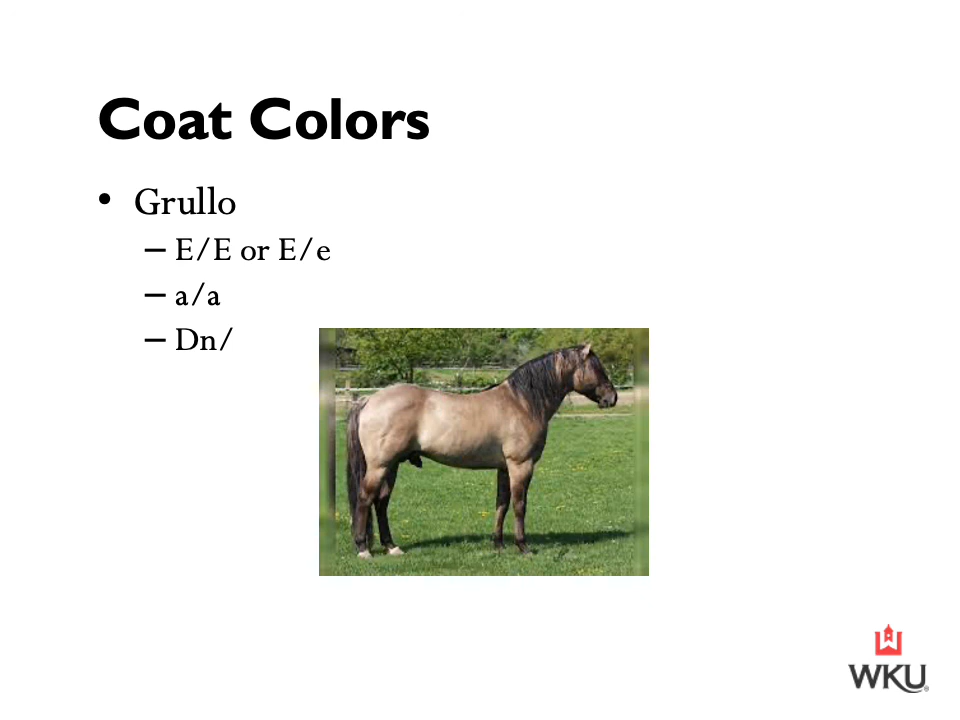 Coat Colors
• Grullo
– E/E or E/e
– a/a
– Dn/
WKU®